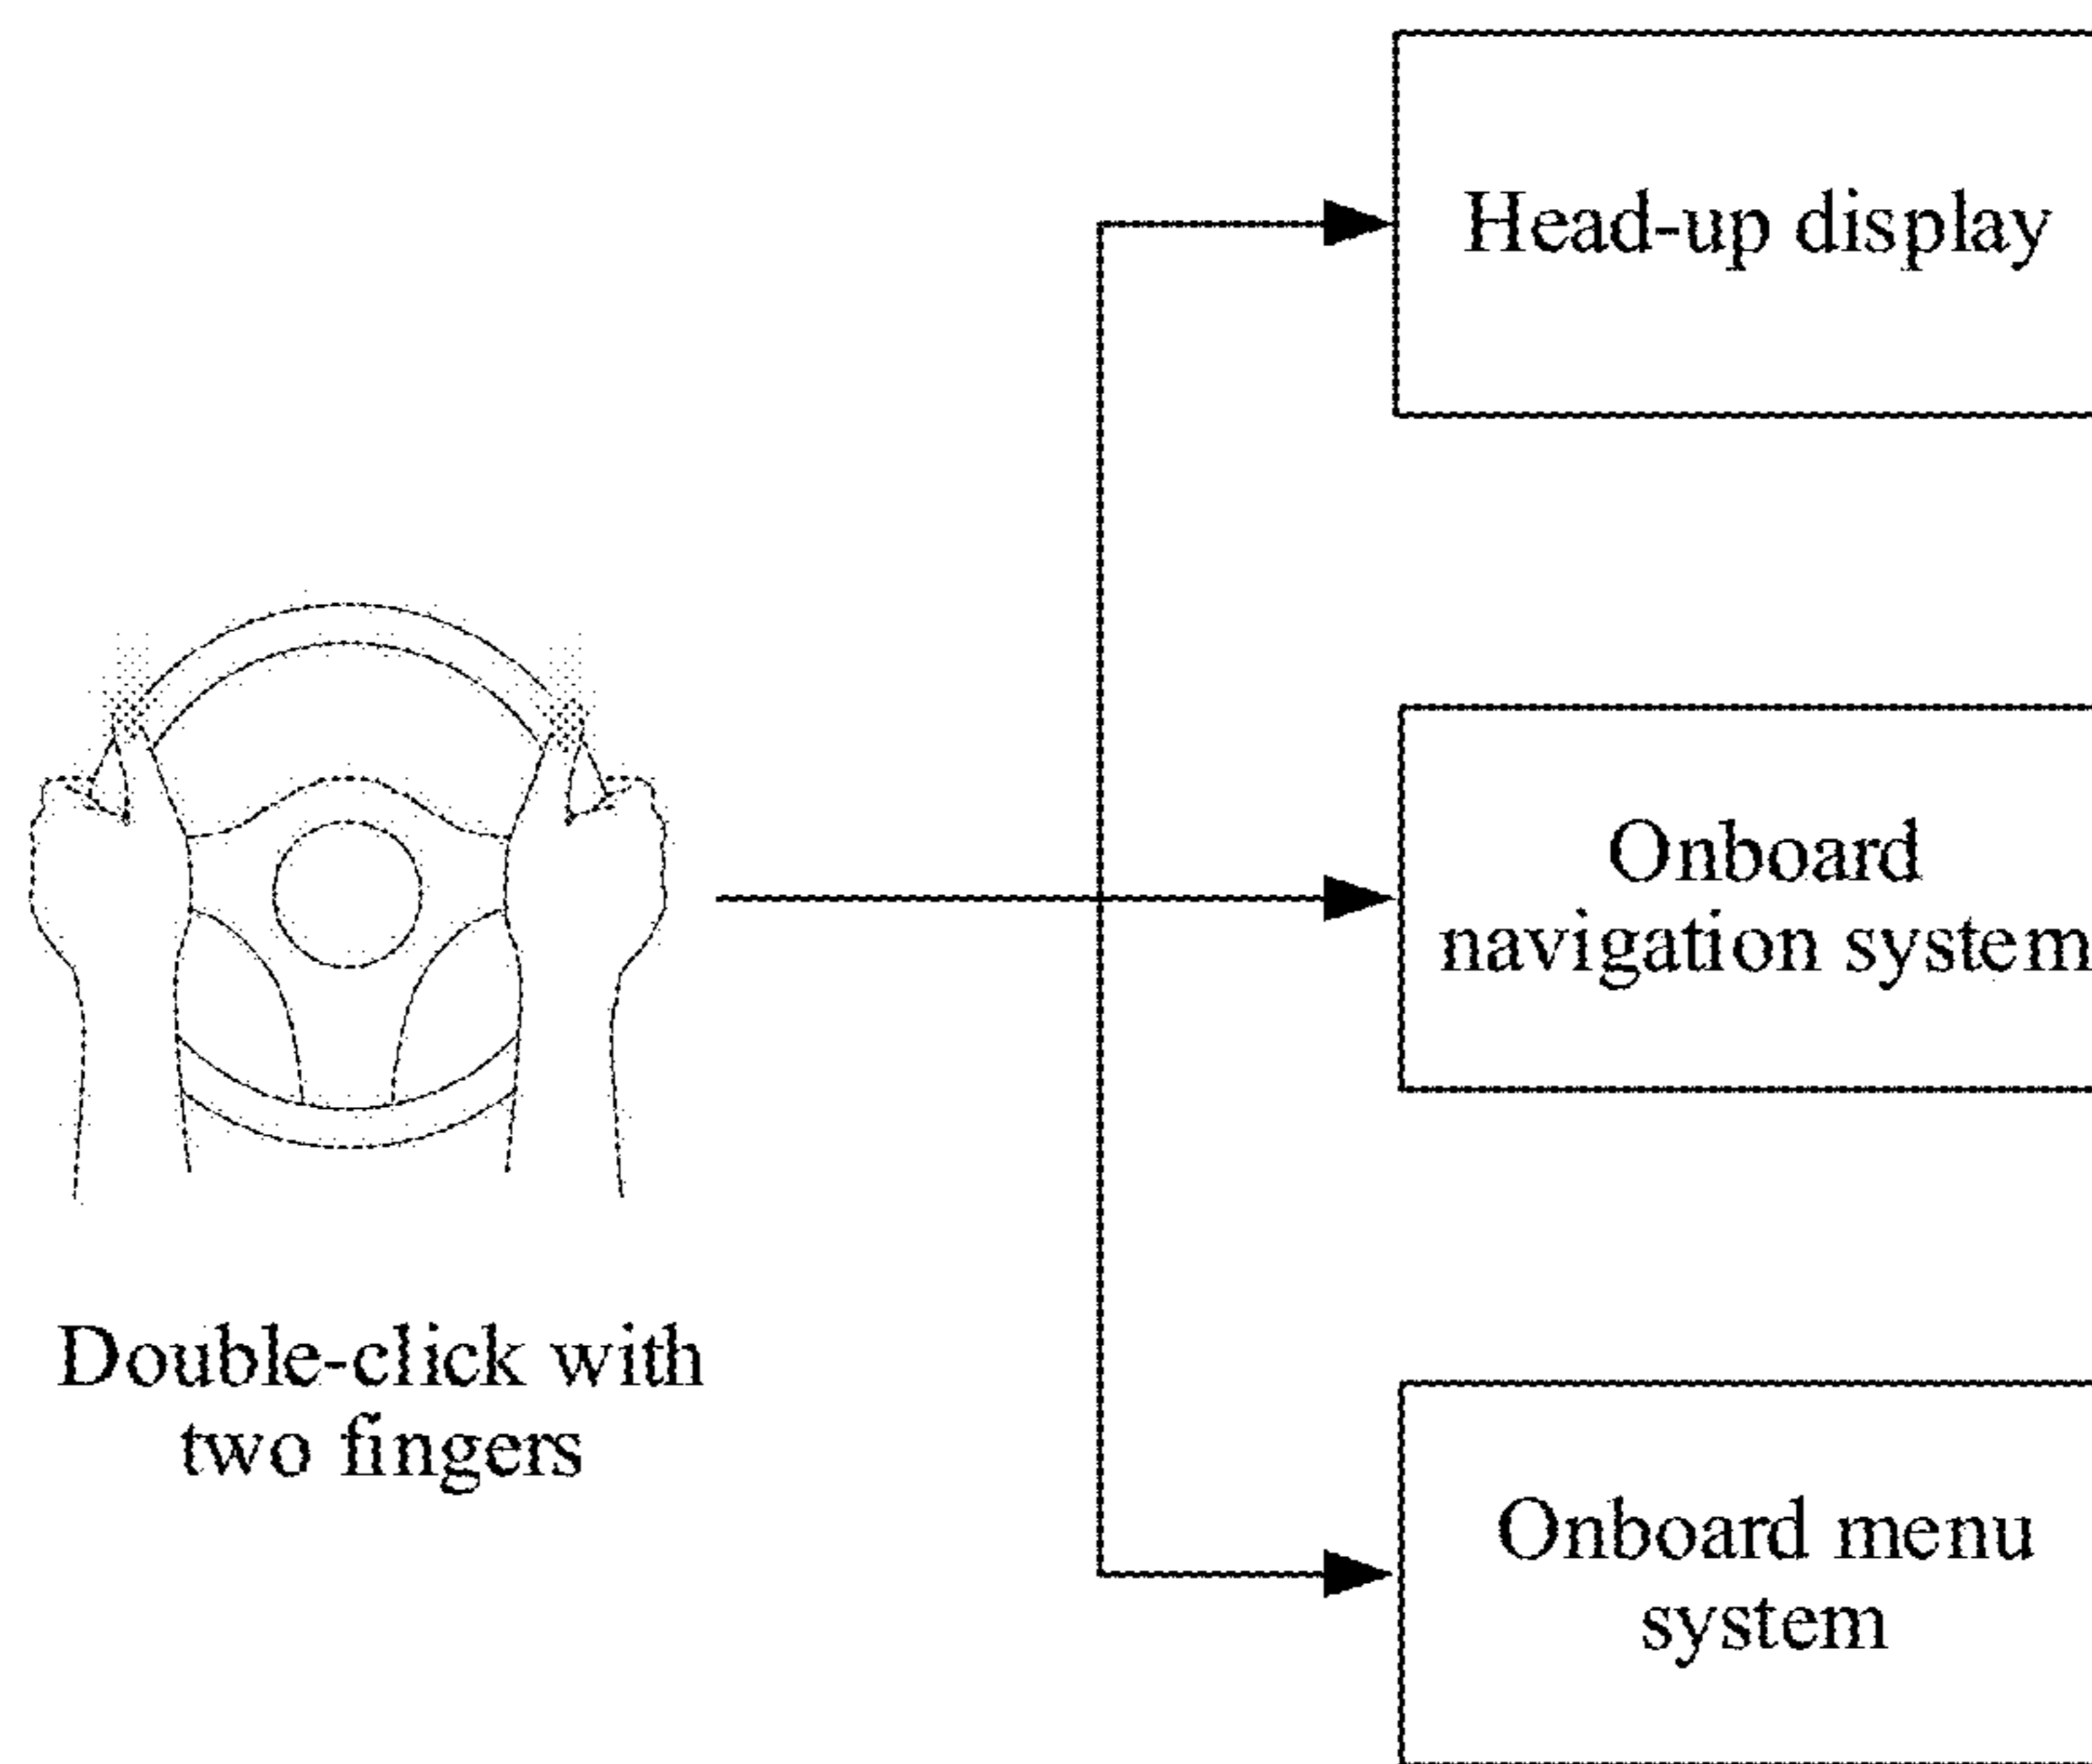 Head-up display
Onboard
navigation system
Double-click with
two fingers
Onboard menu
system